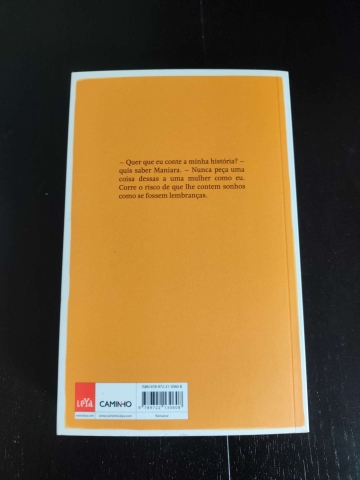 – Quer que eu conte a minha história? –
quis saber Maniara. – Nunca peça uma
coisa dessas a uma mulher como eu.
Corre o risco de que lhe contem sonhos
como se fossem lembranças.
LeYa
CAMINHO
Romance